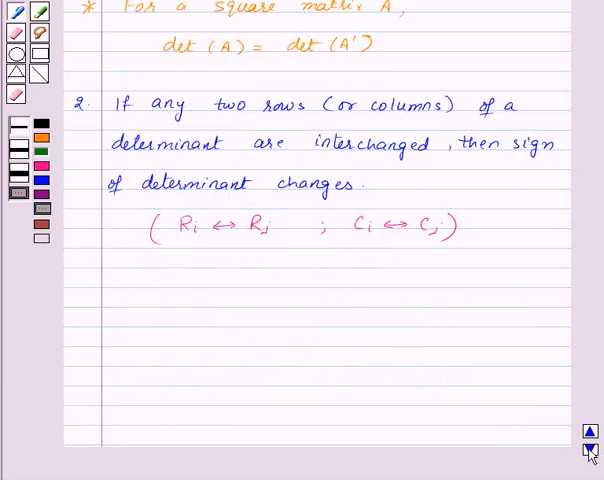 * For a square matrix A,
det (A) = det (A')
2. If any two rows (or columns) of a
determinant are interchanged, then sign
of determinant changes.
( Ri ↔ Rj ; Ci ↔ Cj )